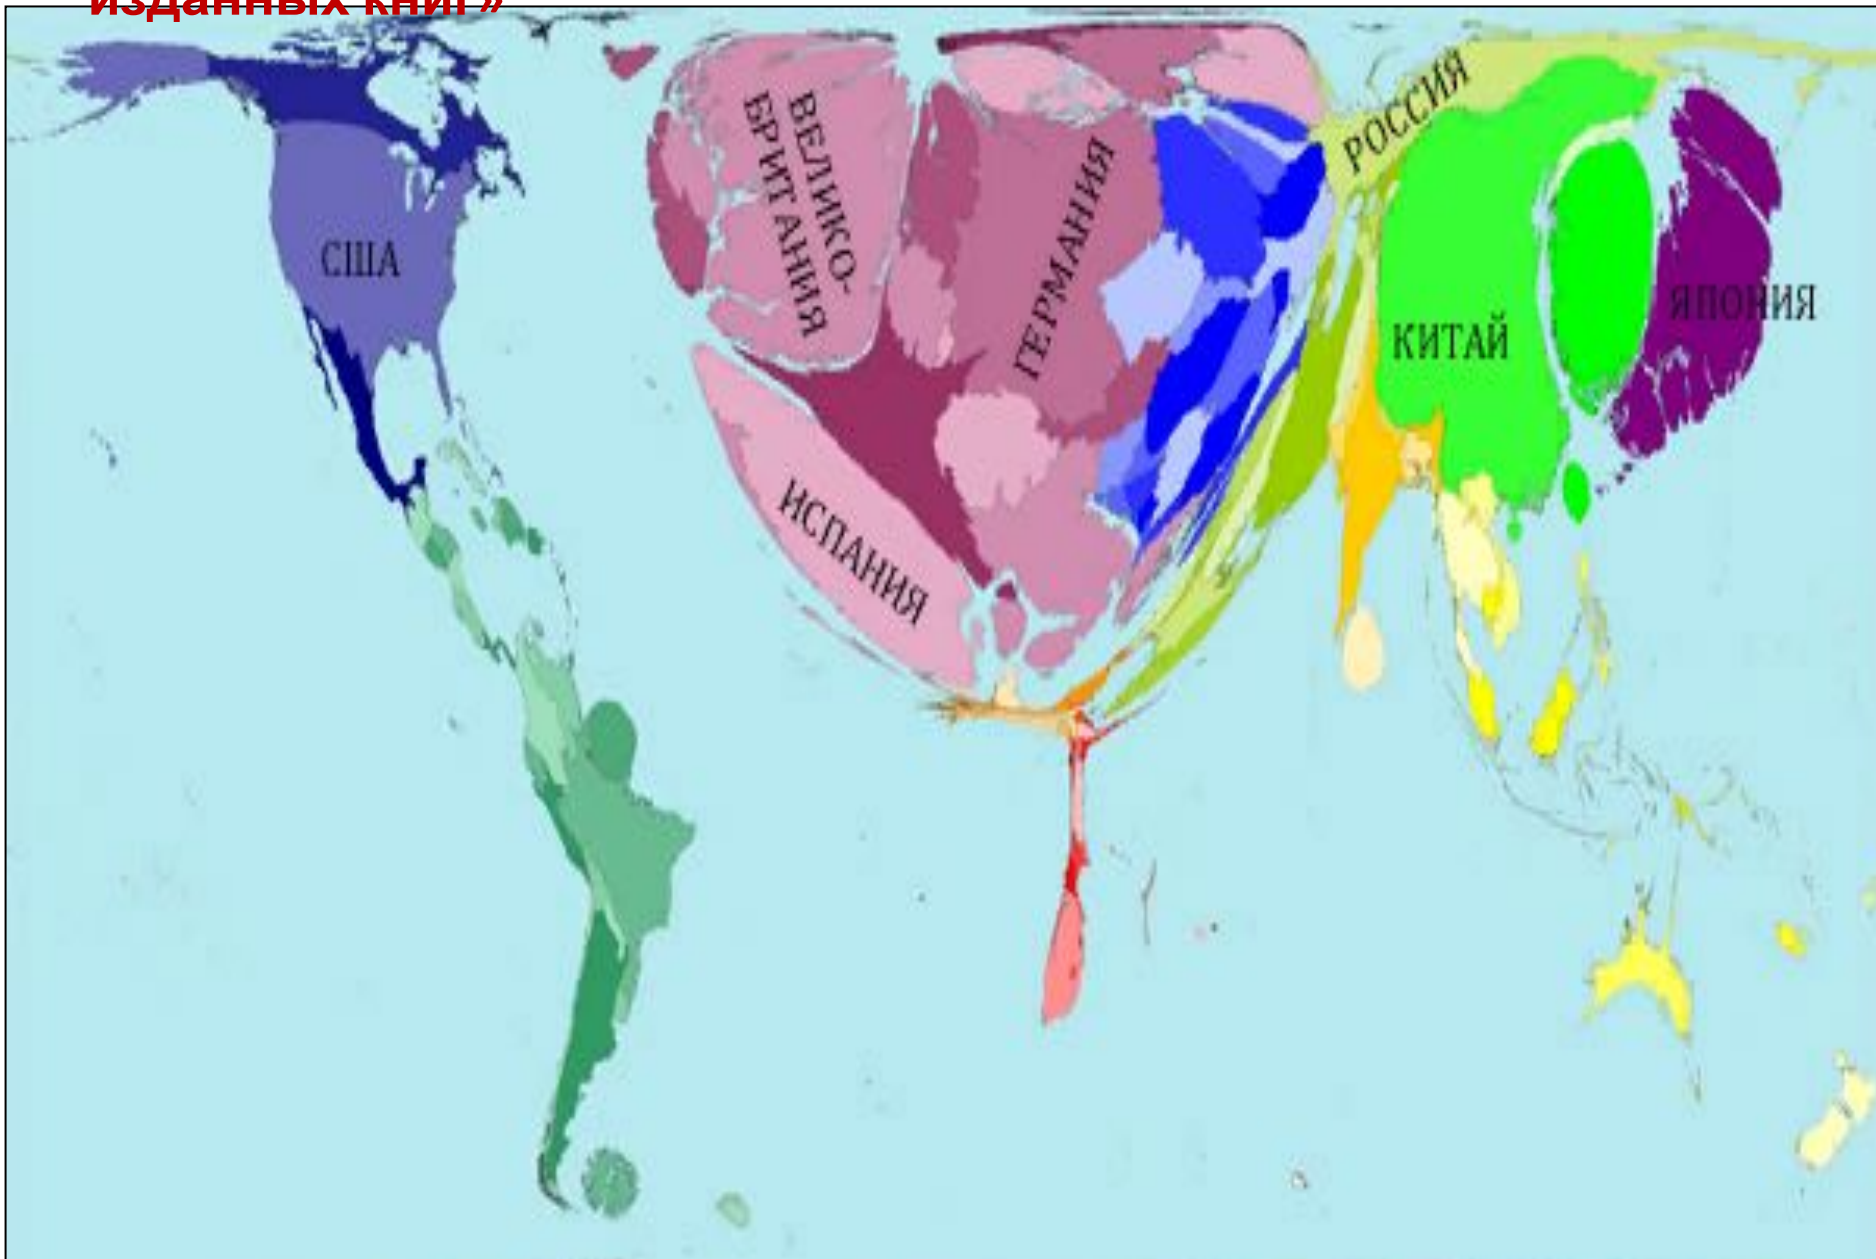 изданных книг»
США
ВЕЛИКО-
БРИТАНИЯ
ГЕРМАНИЯ
ИСПАНИЯ
РОССИЯ
КИТАЙ
ЯПОНИЯ